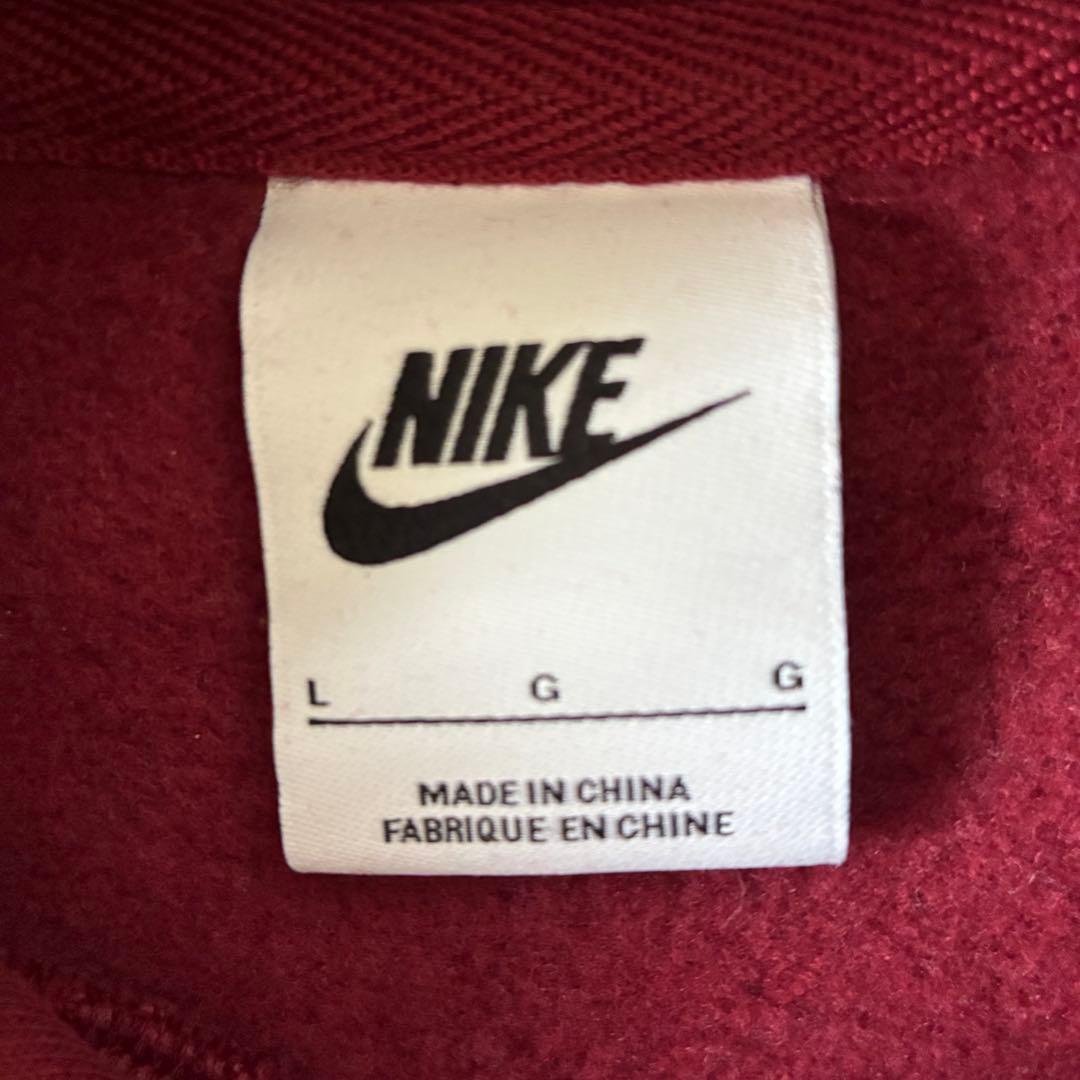 NIKE
L G G
MADE IN CHINA
FABRIQUE EN CHINE